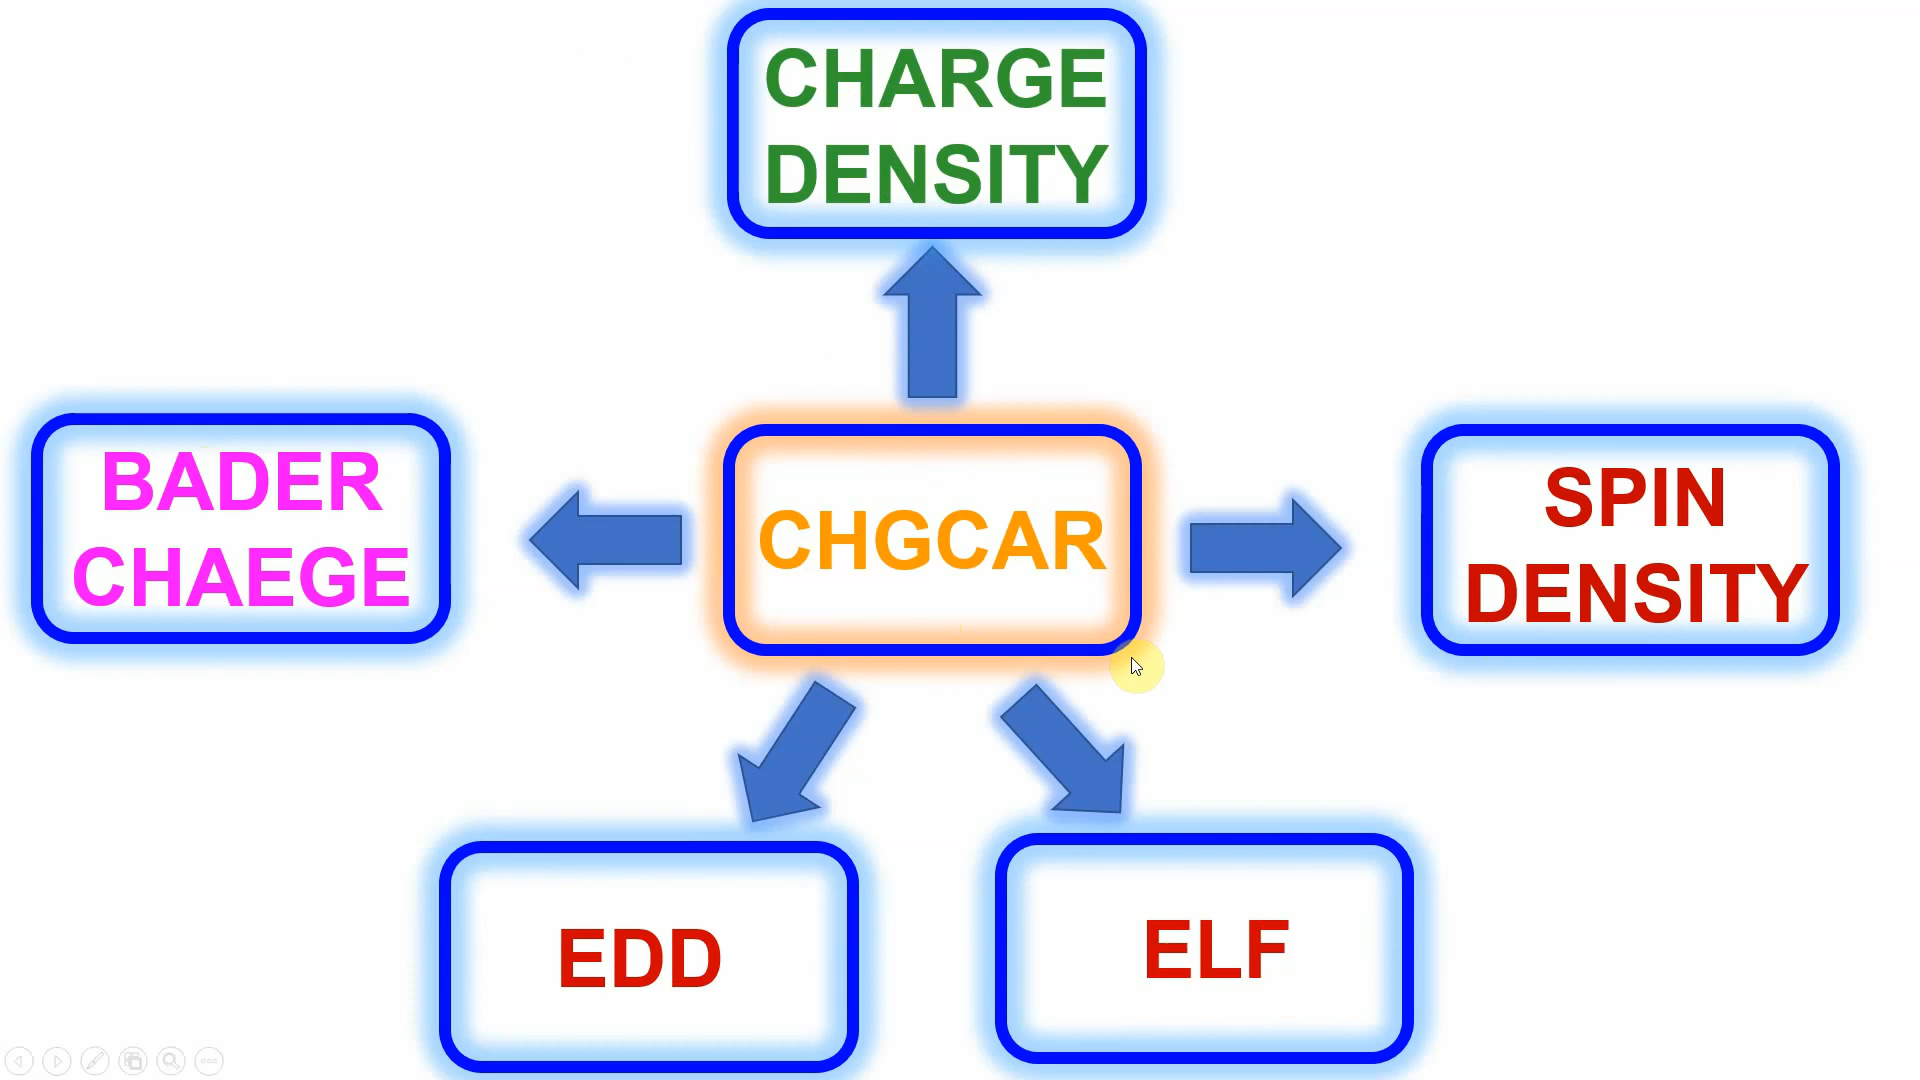 CHARGE
DENSITY
BADER
CHAEGE
CHGCAR
SPIN
DENSITY
EDD
ELF